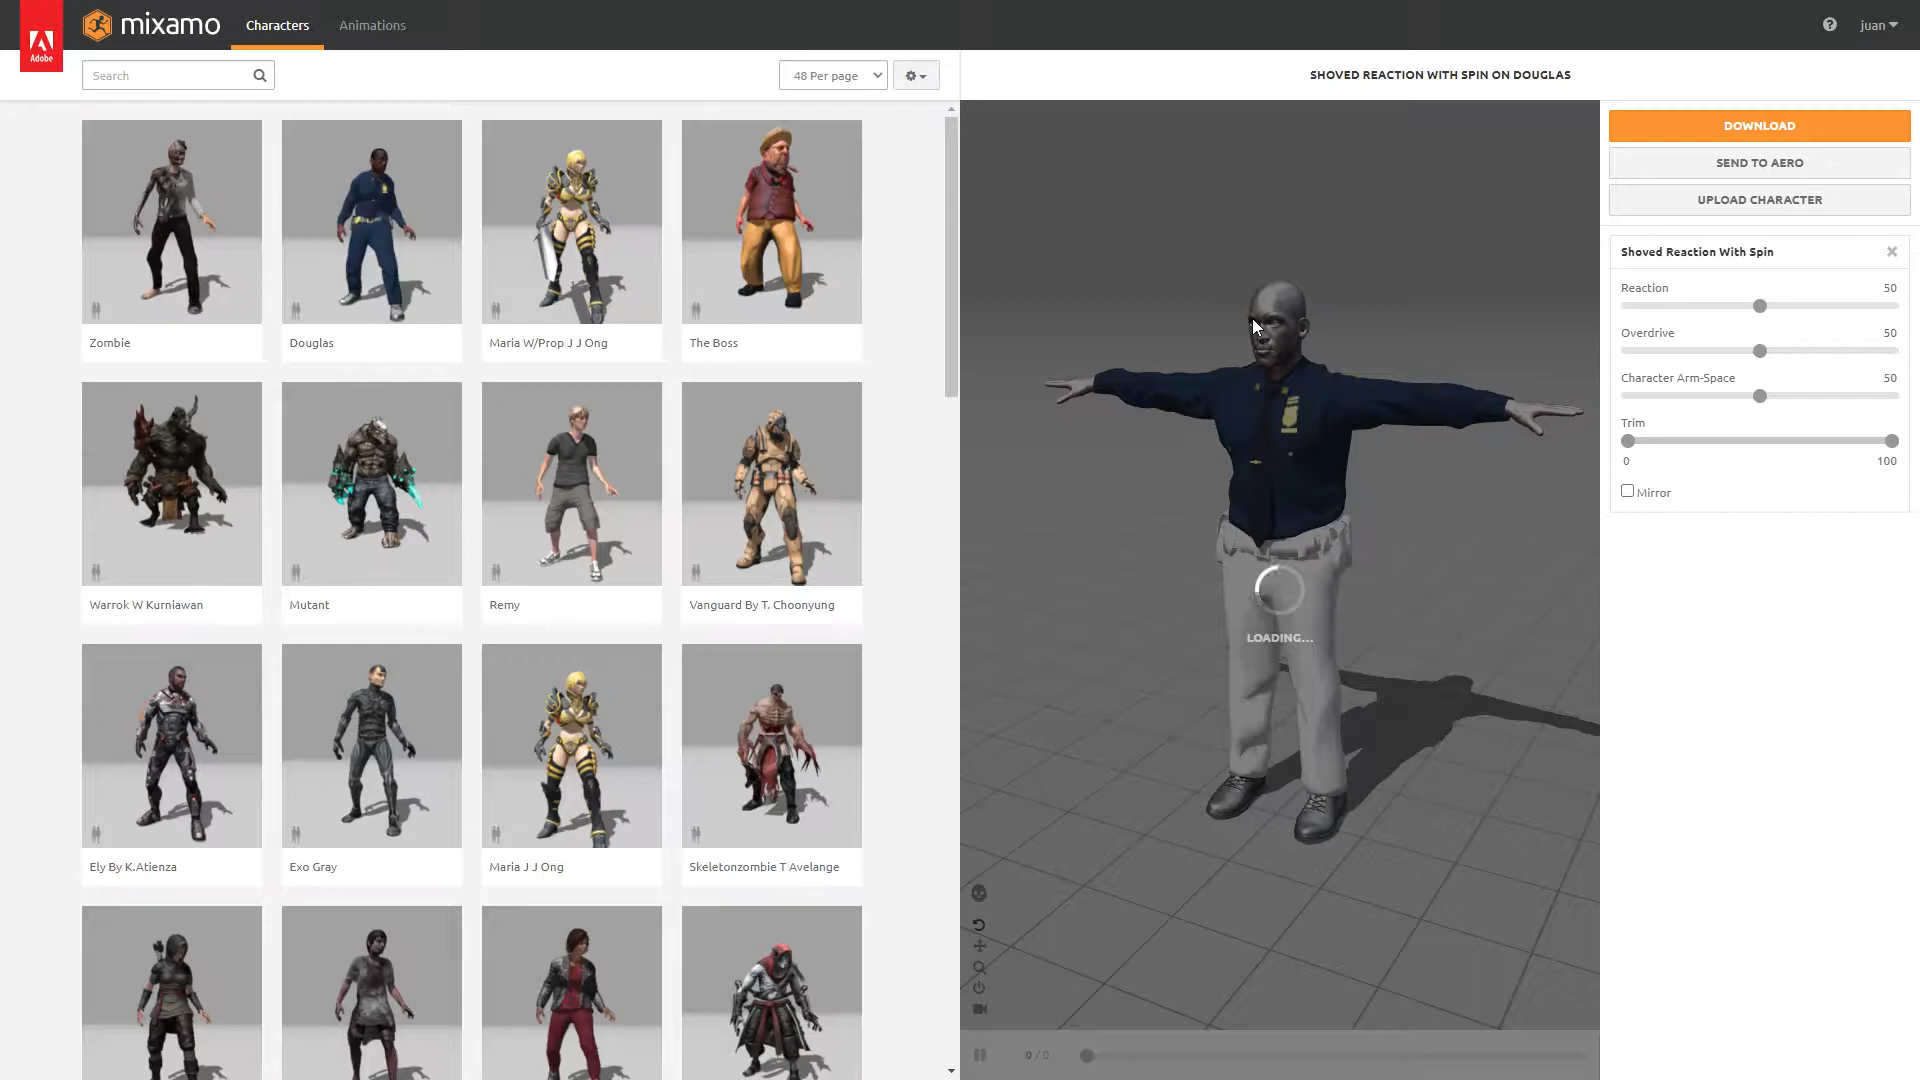 Adobe
mixamo
Characters
Animations
juan
Search
48 Per page
SHOVED REACTION WITH SPIN ON DOUGLAS
Zombie
Douglas
Maria W/Prop J J Ong
The Boss
Warrok W Kurniawan
Mutant
Remy
Vanguard By T. Choonyung
Ely By K.Atienza
Exo Gray
Maria J J Ong
Skeletonzombie T Avelange
LOADING...
0 / 0
DOWNLOAD
SEND TO AERO
UPLOAD CHARACTER
Shoved Reaction With Spin
Reaction 50
Overdrive 50
Character Arm-Space 50
Trim
0 100
Mirror